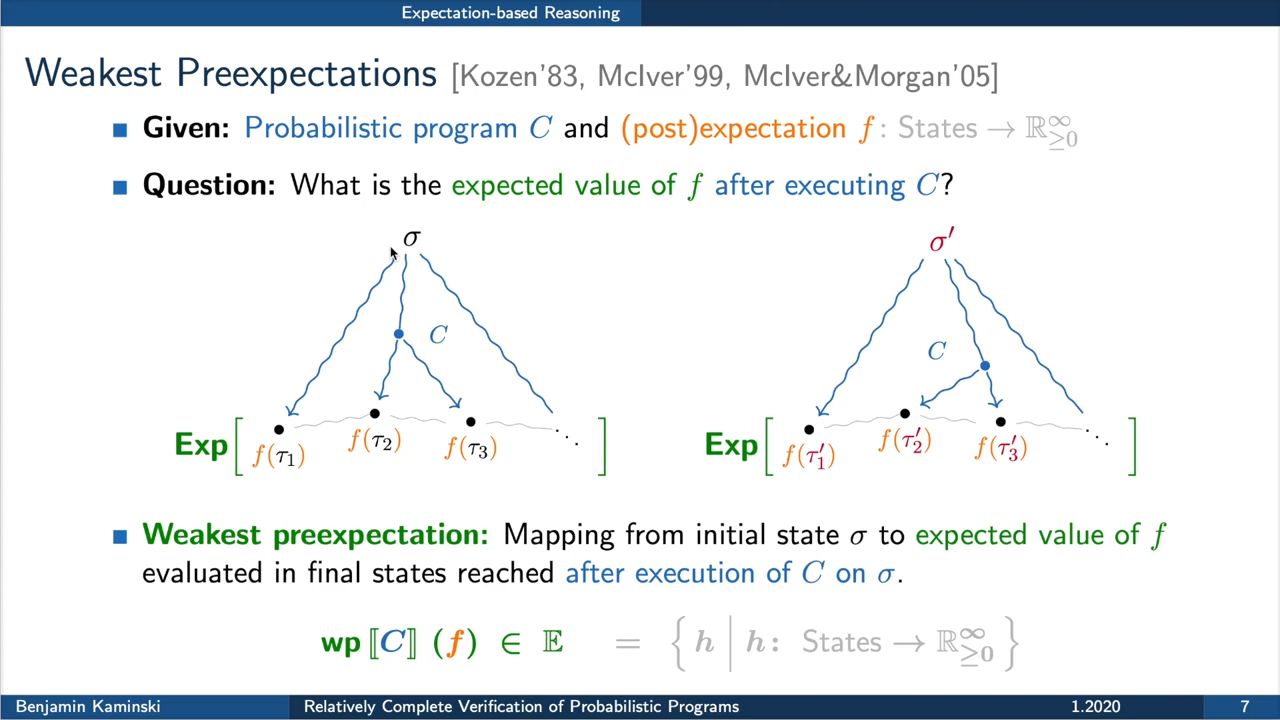 Expectation-based Reasoning
Weakest Preexpectations [Kozen'83, McIver'99, McIver&Morgan'05]
Given: Probabilistic program C and (post)expectation f : States → ℝ≥0^∞
Question: What is the expected value of f after executing C?
σ
σ′
C
C
Exp[ f(τ1) f(τ2) f(τ3) ⋱ ]
Exp[ f(τ′1) f(τ′2) f(τ′3) ⋱ ]
Weakest preexpectation: Mapping from initial state σ to expected value of f
evaluated in final states reached after execution of C on σ.
wp ⟦C⟧ (f) ∈ 𝔼 = { h | h : States → ℝ≥0^∞ }
Benjamin Kaminski Relatively Complete Verification of Probabilistic Programs 1.2020 7